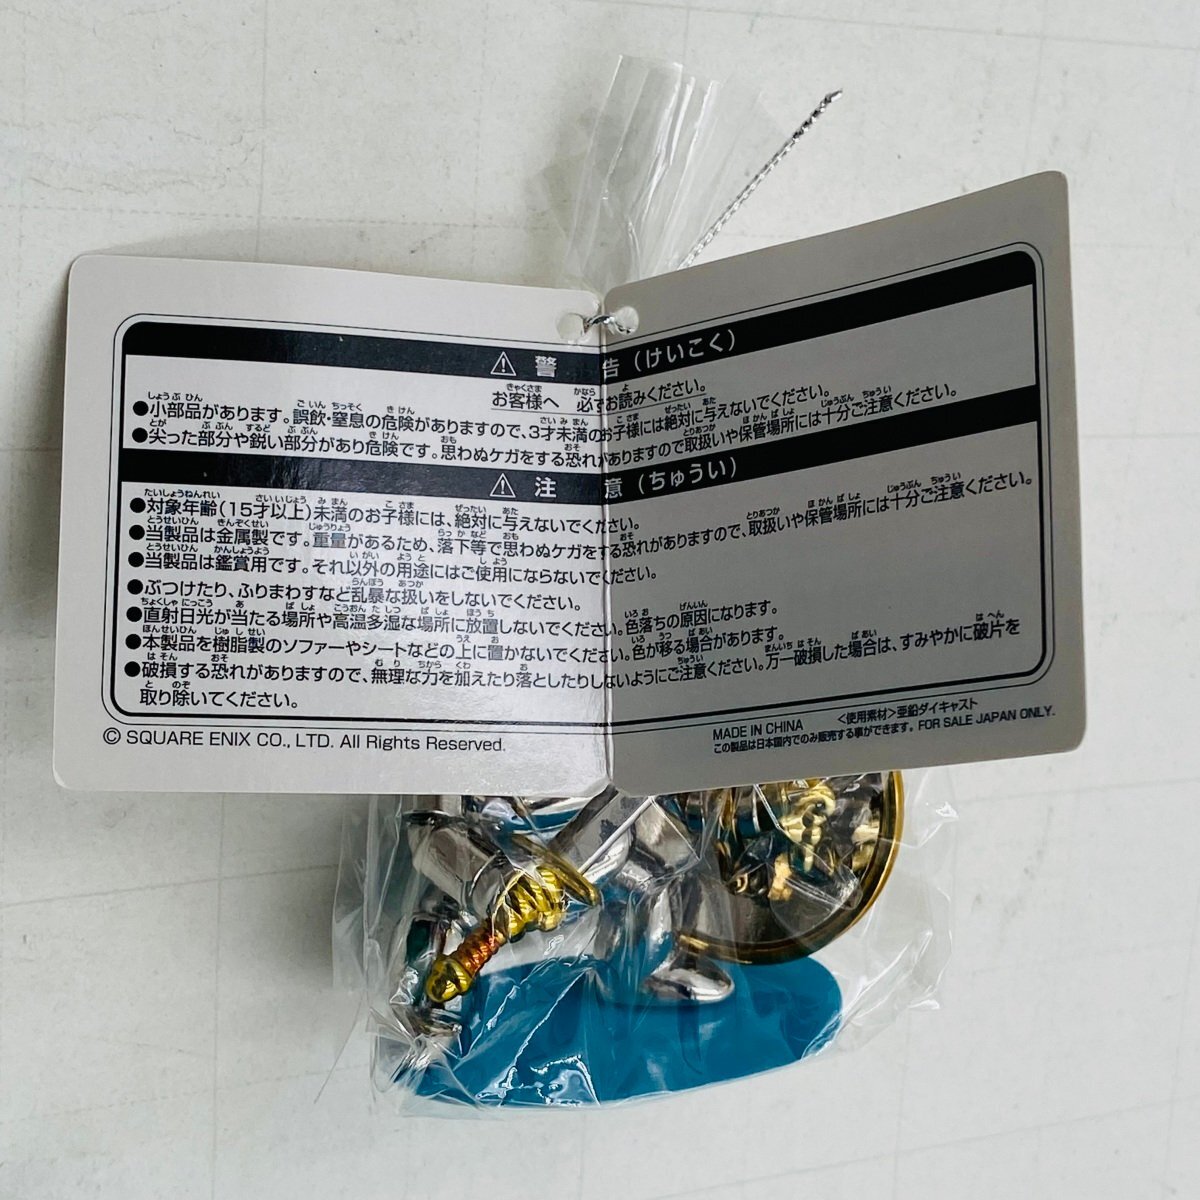 ⚠ 警告(けいこく)
お客様へ 必ずお読みください。
●小部品があります。誤飲・窒息の危険がありますので、3才未満のお子様には絶対に与えないでください。
●尖った部分や鋭い部分があり危険です。思わぬケガをする恐れがありますので取扱いや保管場所には十分ご注意ください。
⚠ 注意(ちゅうい)
●対象年齢(15才以上)未満のお子様には、絶対に与えないでください。
●当製品は金属製です。重量があるため、落下等で思わぬケガをする恐れがありますので、取扱いや保管場所には十分ご注意ください。
●当製品は鑑賞用です。それ以外の用途にはご使用にならないでください。
●ぶつけたり、ふりまわすなど乱暴な扱いをしないでください。
●直射日光が当たる場所や高温多湿な場所に放置しないでください。色落ちの原因になります。
●本製品を樹脂製のソファーやシートなどの上に置かないでください。色が移る場合があります。
●破損する恐れがありますので、無理な力を加えたり落としたりしないようにご注意ください。万一破損した場合は、すみやかに破片を
取り除いてください。
© SQUARE ENIX CO., LTD. All Rights Reserved.
MADE IN CHINA <使用素材>亜鉛ダイキャスト
この製品は日本国内でのみ販売する事ができます。FOR SALE JAPAN ONLY.